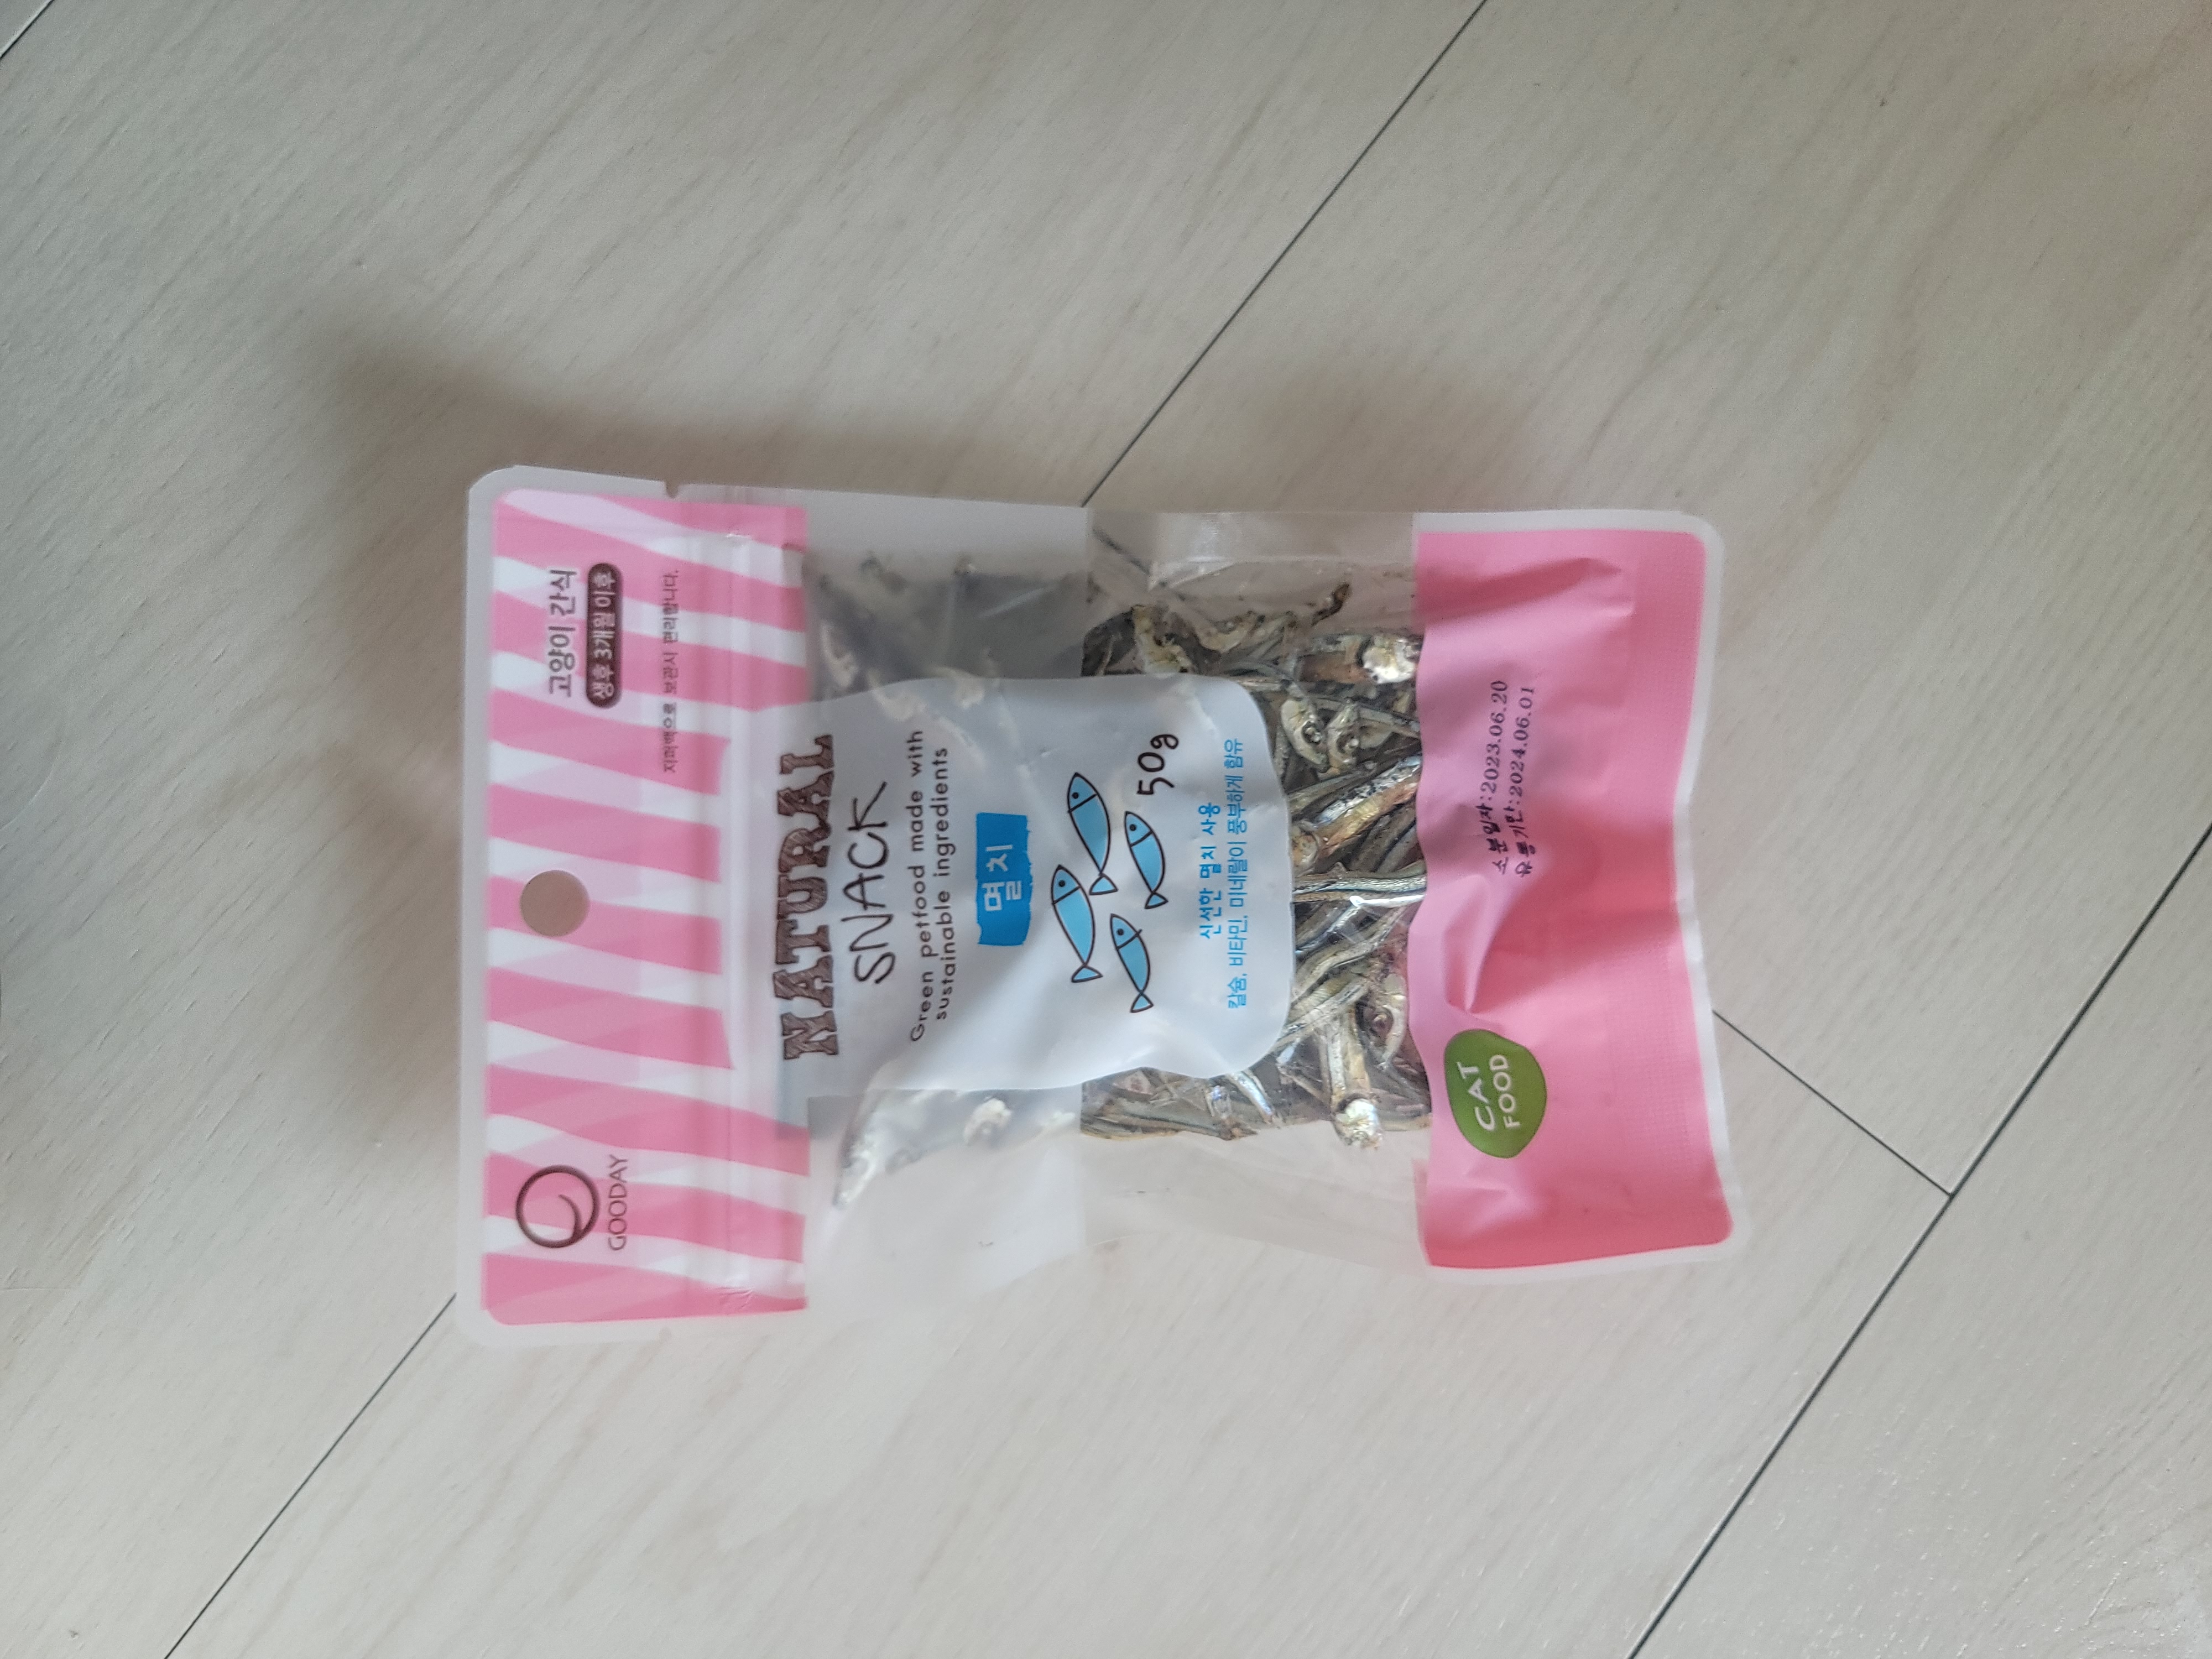 GOODAY
고양이 간식
생후 3개월 이후
지퍼백으로 보관시 편리합니다.
NATURAL
SNACK
Green petfood made with
sustainable ingredients
멸치
50g
신선한 멸치 사용
칼슘, 비타민, 미네랄이 풍부하게 함유
CAT
FOOD
소분일자:2023.06.20
유통기한:2024.06.01